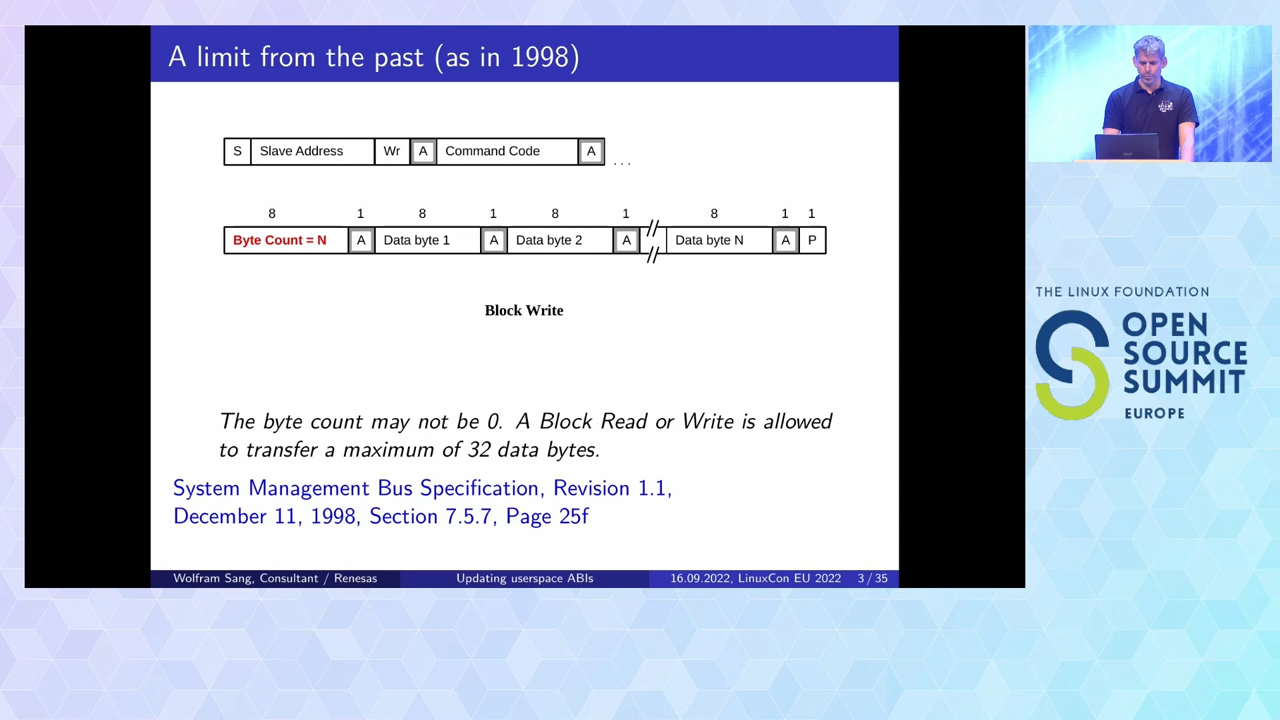 A limit from the past (as in 1998)
S Slave Address Wr A Command Code A ...
8 1 8 1 8 1 8 1 1
Byte Count = N A Data byte 1 A Data byte 2 A Data byte N A P
Block Write
The byte count may not be 0. A Block Read or Write is allowed
to transfer a maximum of 32 data bytes.
System Management Bus Specification, Revision 1.1,
December 11, 1998, Section 7.5.7, Page 25f
Wolfram Sang, Consultant / Renesas Updating userspace ABIs 16.09.2022, LinuxCon EU 2022 3 / 35
THE LINUX FOUNDATION
OPEN
SOURCE
SUMMIT
EUROPE